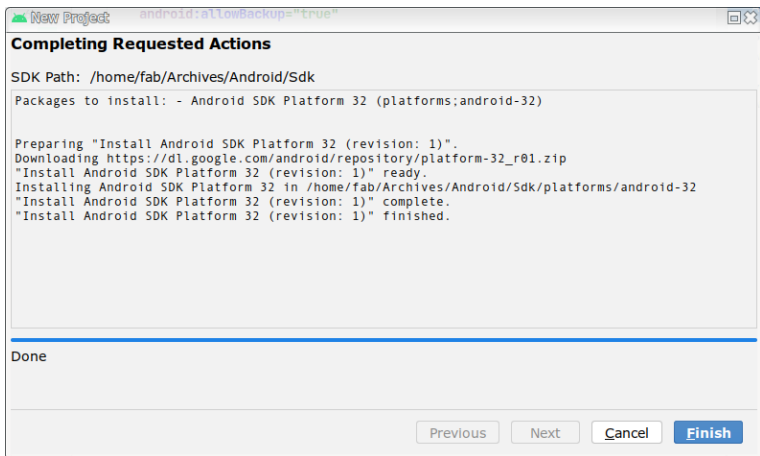 New Project
android:allowBackup="true"
Completing Requested Actions
SDK Path: /home/fab/Archives/Android/Sdk
Packages to install: - Android SDK Platform 32 (platforms;android-32)
Preparing "Install Android SDK Platform 32 (revision: 1)".
Downloading https://dl.google.com/android/repository/platform-32_r01.zip
"Install Android SDK Platform 32 (revision: 1)" ready.
Installing Android SDK Platform 32 in /home/fab/Archives/Android/Sdk/platforms/android-32
"Install Android SDK Platform 32 (revision: 1)" complete.
"Install Android SDK Platform 32 (revision: 1)" finished.
Done
Previous Next Cancel Finish